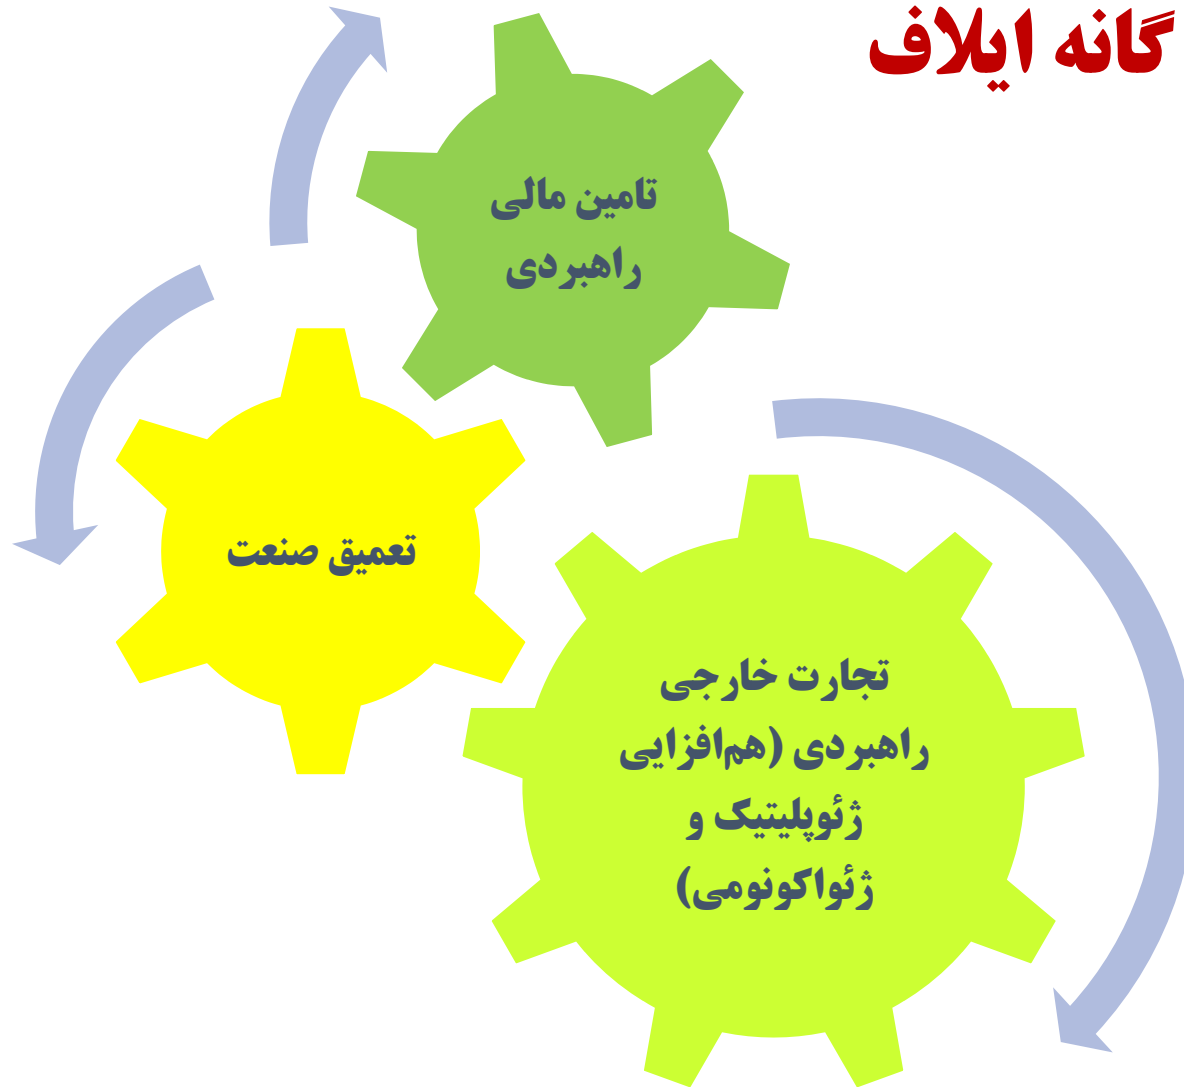 گانه ایلاف
تامین مالی
راهبردی
تعمیق صنعت
تجارت خارجی
راهبردی (هم‌افزایی
ژئوپلیتیک و
ژئواکونومی)